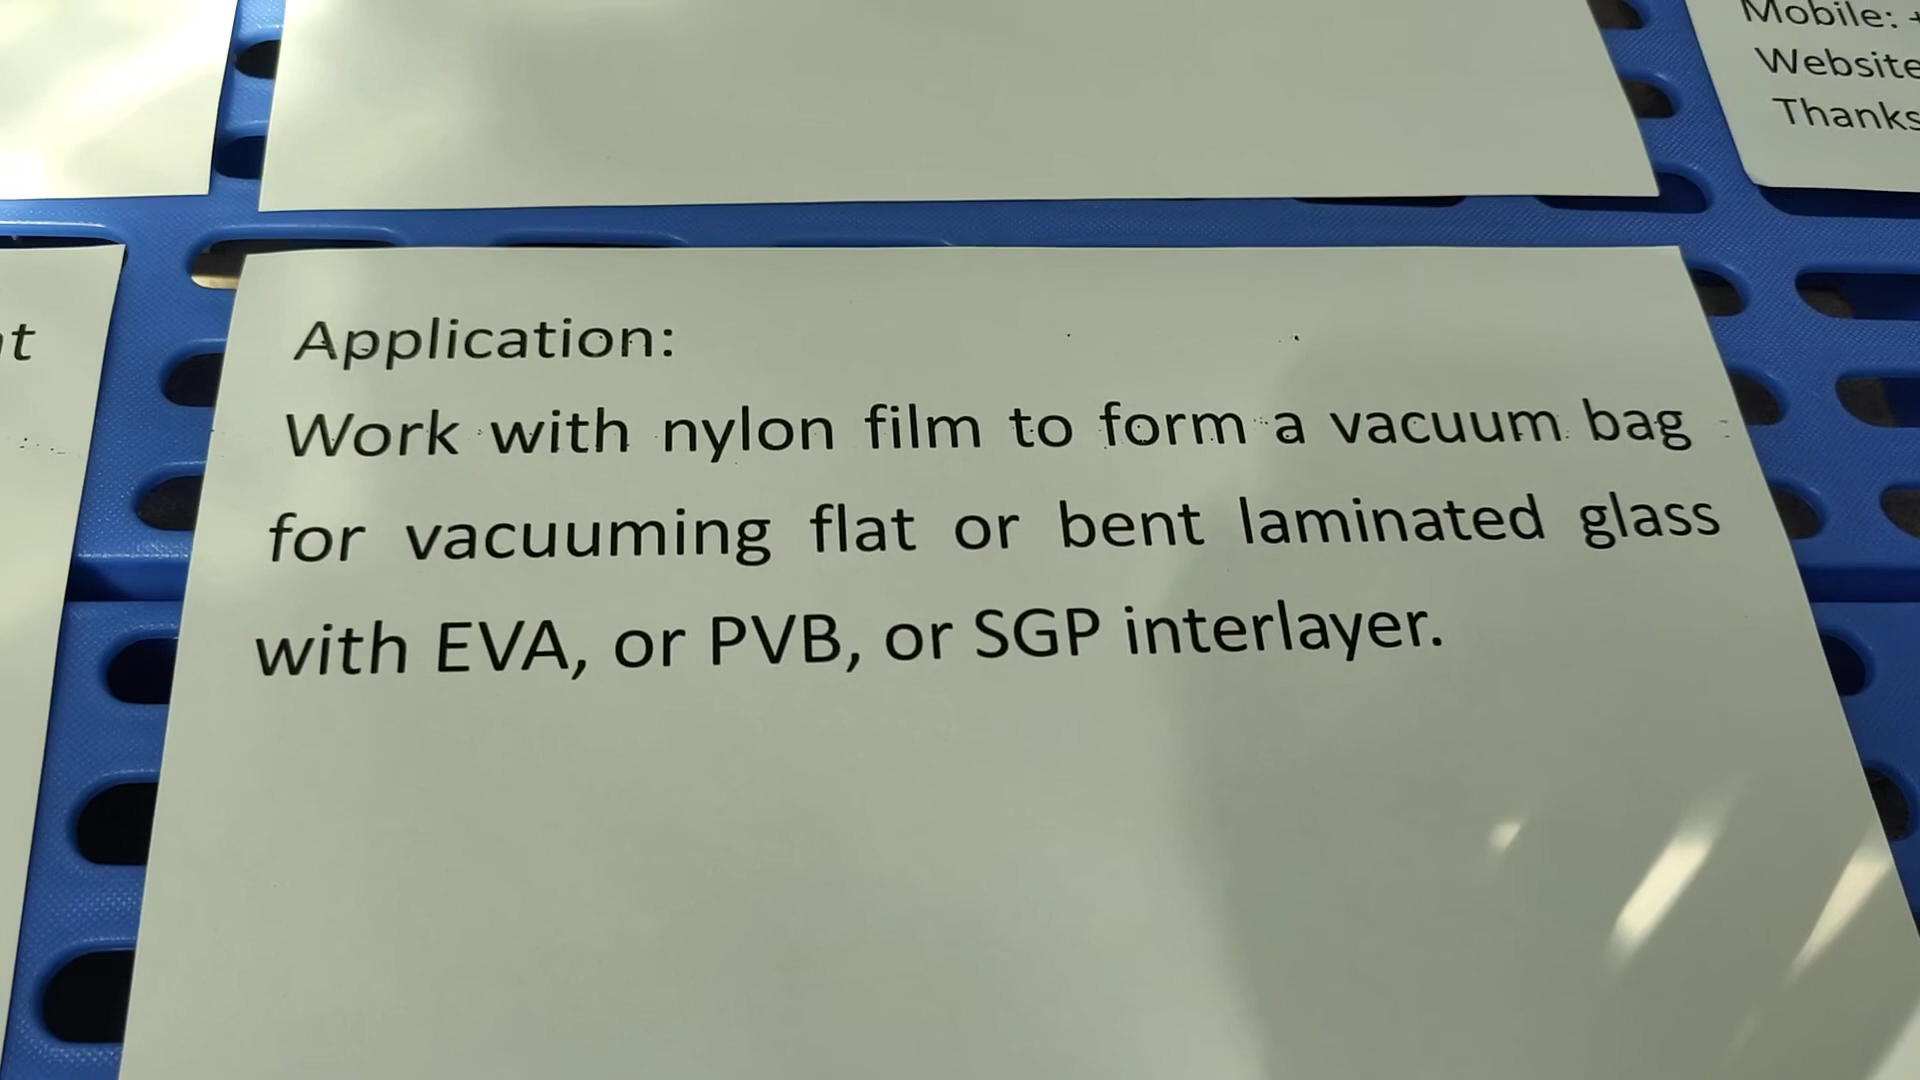 Mobile:
Website
Thanks
Application:
Work with nylon film to form a vacuum bag
for vacuuming flat or bent laminated glass
with EVA, or PVB, or SGP interlayer.